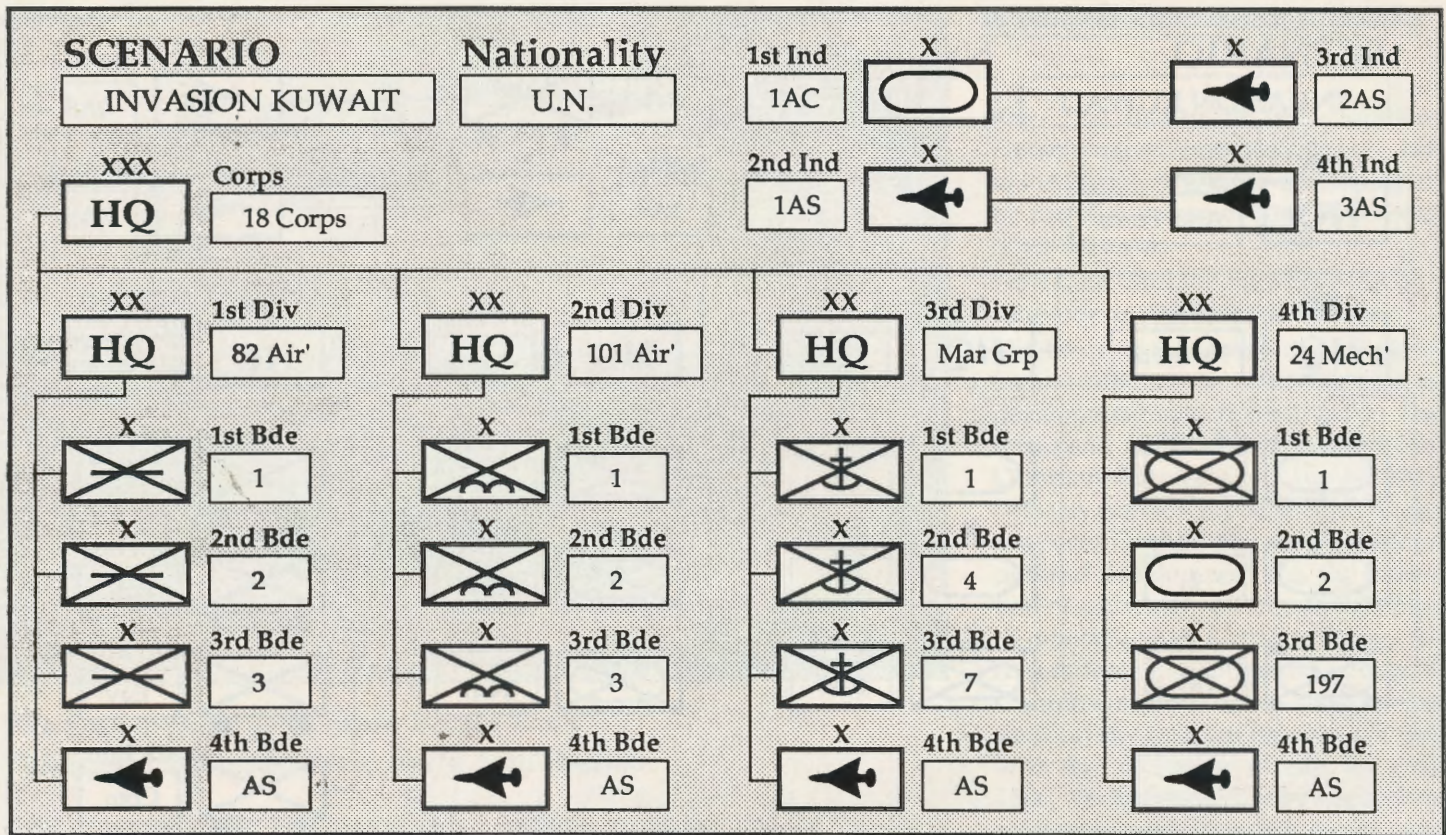 SCENARIO
INVASION KUWAIT
Nationality
U.N.
1st Ind
1AC
X
X
3rd Ind
2AS
2nd Ind
1AS
X
X
4th Ind
3AS
XXX
HQ
Corps
18 Corps
XX
HQ
1st Div
82 Air'
XX
HQ
2nd Div
101 Air'
XX
HQ
3rd Div
Mar Grp
XX
HQ
4th Div
24 Mech'
X
1st Bde
1
X
1st Bde
1
X
1st Bde
1
X
1st Bde
1
X
2nd Bde
2
X
2nd Bde
2
X
2nd Bde
4
X
2nd Bde
2
X
3rd Bde
3
X
3rd Bde
3
X
3rd Bde
7
X
3rd Bde
197
X
4th Bde
AS
X
4th Bde
AS
X
4th Bde
AS
X
4th Bde
AS